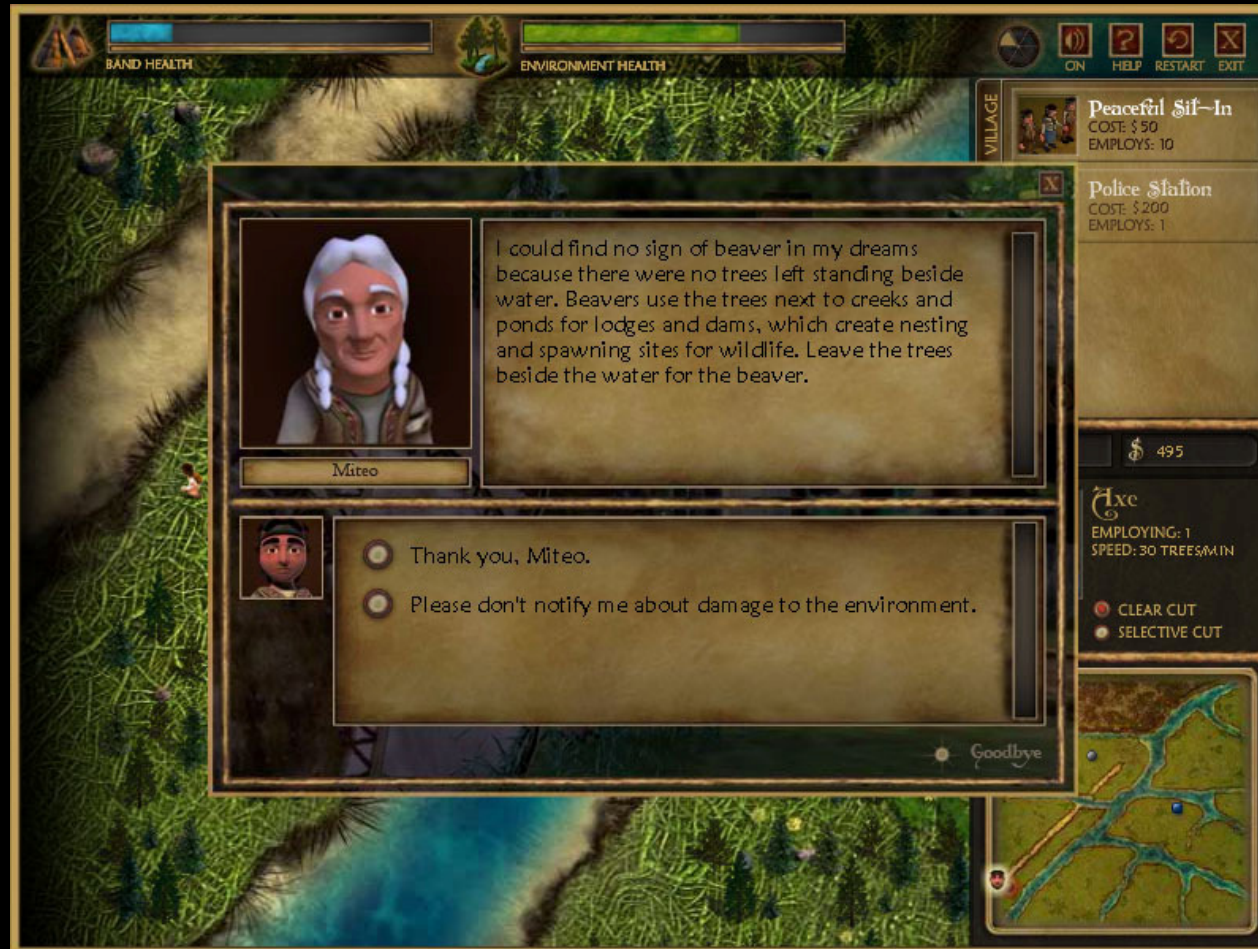 BAND HEALTH
ENVIRONMENT HEALTH
ON
HELP
RESTART
EXIT
VILLAGE
Peaceful Sit-In
COST: $50
EMPLOYS: 10
Police Station
COST: $200
EMPLOYS: 1
X
I could find no sign of beaver in my dreams
because there were no trees left standing beside
water. Beavers use the trees next to creeks and
ponds for lodges and dams, which create nesting
and spawning sites for wildlife. Leave the trees
beside the water for the beaver.
Miteo
Thank you, Miteo.
Please don't notify me about damage to the environment.
Goodbye
$ 495
Axe
EMPLOYING: 1
SPEED: 30 TREES/MIN
CLEAR CUT
SELECTIVE CUT